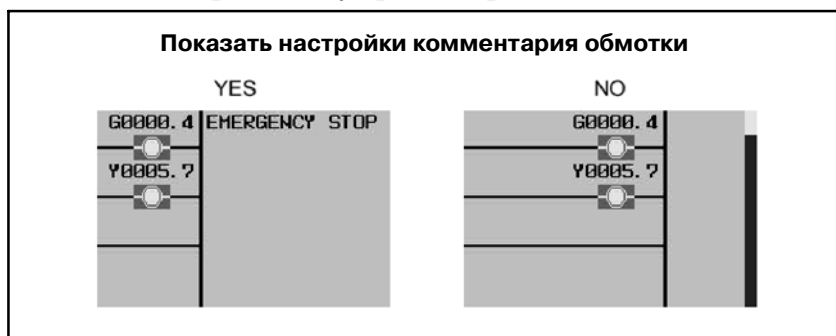 Показать настройки комментария обмотки
YES NO
G0000.4 EMERGENCY STOP G0000.4
Y0005.7 Y0005.7